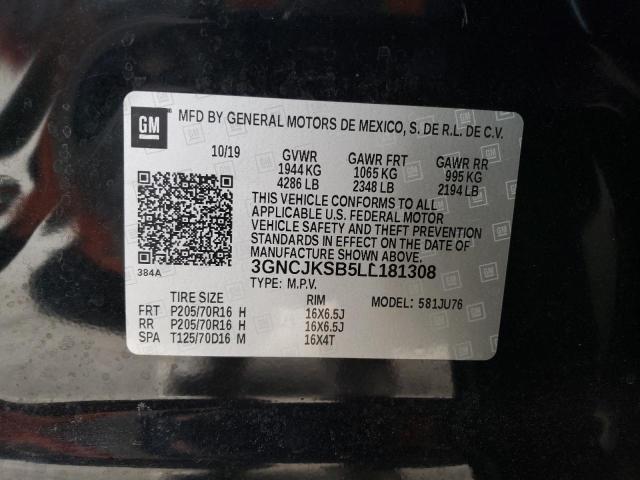 GM MFD BY GENERAL MOTORS DE MEXICO, S. DE R.L. DE C.V.
10/19 GVWR GAWR FRT GAWR RR
1944 KG 1065 KG 995 KG
4286 LB 2348 LB 2194 LB
THIS VEHICLE CONFORMS TO ALL
APPLICABLE U.S. FEDERAL MOTOR
VEHICLE SAFETY AND THEFT PREVENTION
STANDARDS IN EFFECT ON THE DATE OF
MANUFACTURE SHOWN ABOVE.
384A
3GNCJKSB5LL181308
TYPE: M.P.V. MODEL: 581JU76
TIRE SIZE RIM
FRT P205/70R16 H 16X6.5J
RR P205/70R16 H 16X6.5J
SPA T125/70D16 M 16X4T